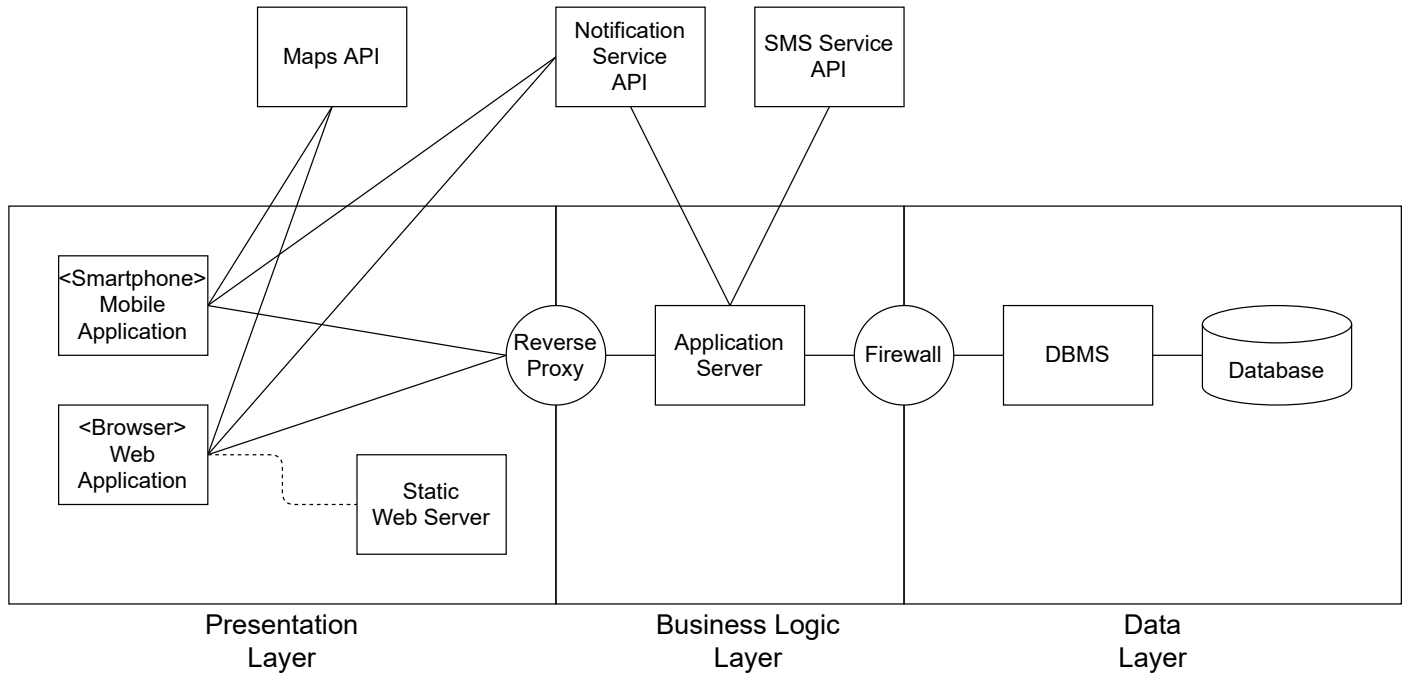 Maps API
Notification
Service
API
SMS Service
API
<Smartphone>
Mobile
Application
<Browser>
Web
Application
Static
Web Server
Reverse
Proxy
Application
Server
Firewall
DBMS
Database
Presentation
Layer
Business Logic
Layer
Data
Layer